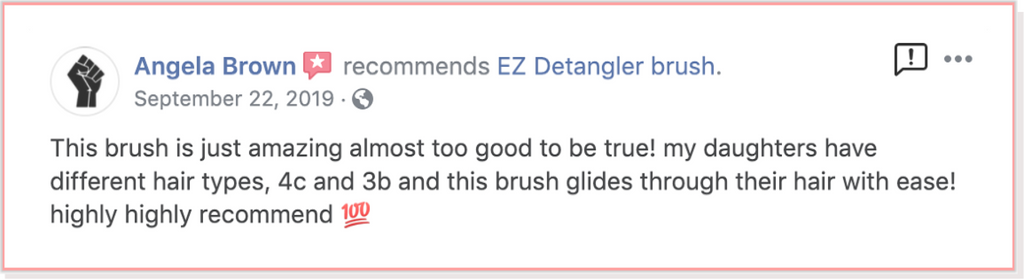 Angela Brown recommends EZ Detangler brush.
September 22, 2019 ·
This brush is just amazing almost too good to be true! my daughters have
different hair types, 4c and 3b and this brush glides through their hair with ease!
highly highly recommend 💯